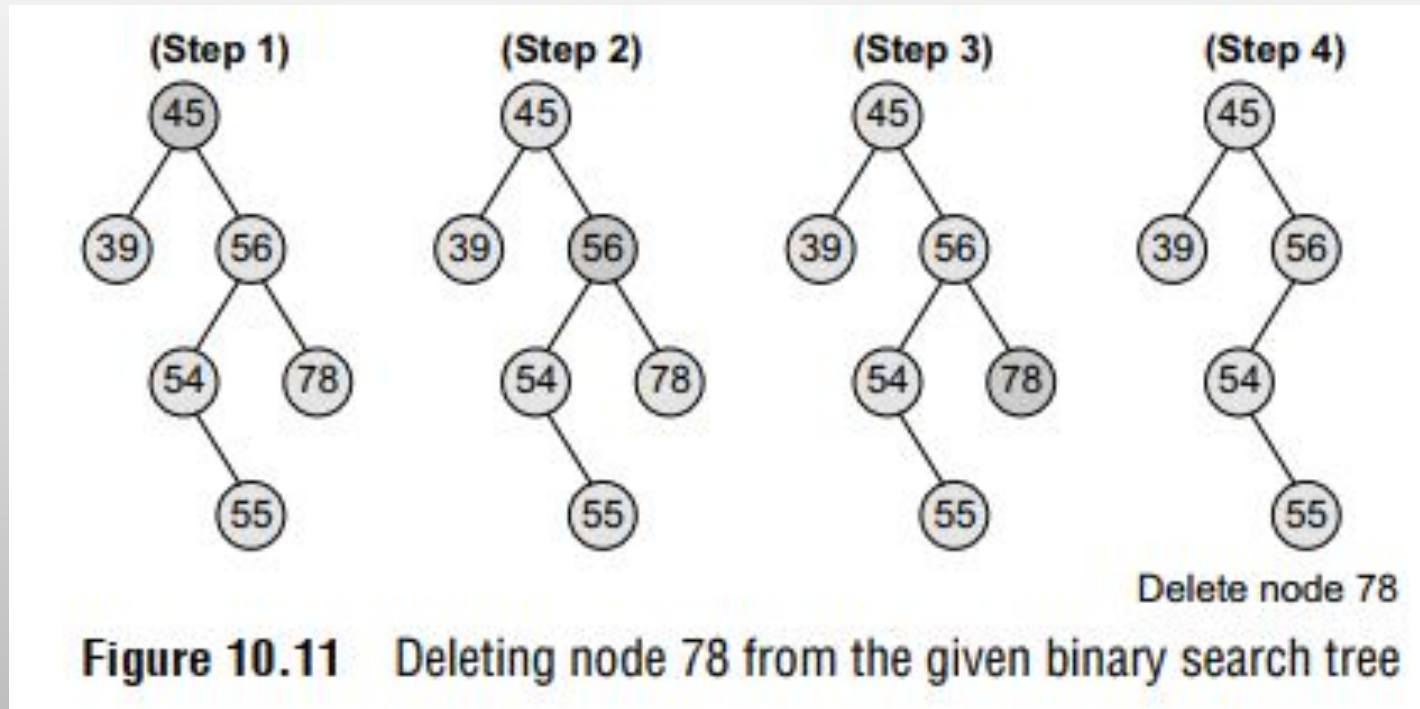 (Step 1) (Step 2) (Step 3) (Step 4)
45 45 45 45
39 56 39 56 39 56 39 56
54 78 54 78 54 78 54
55 55 55 55
Delete node 78
Figure 10.11 Deleting node 78 from the given binary search tree